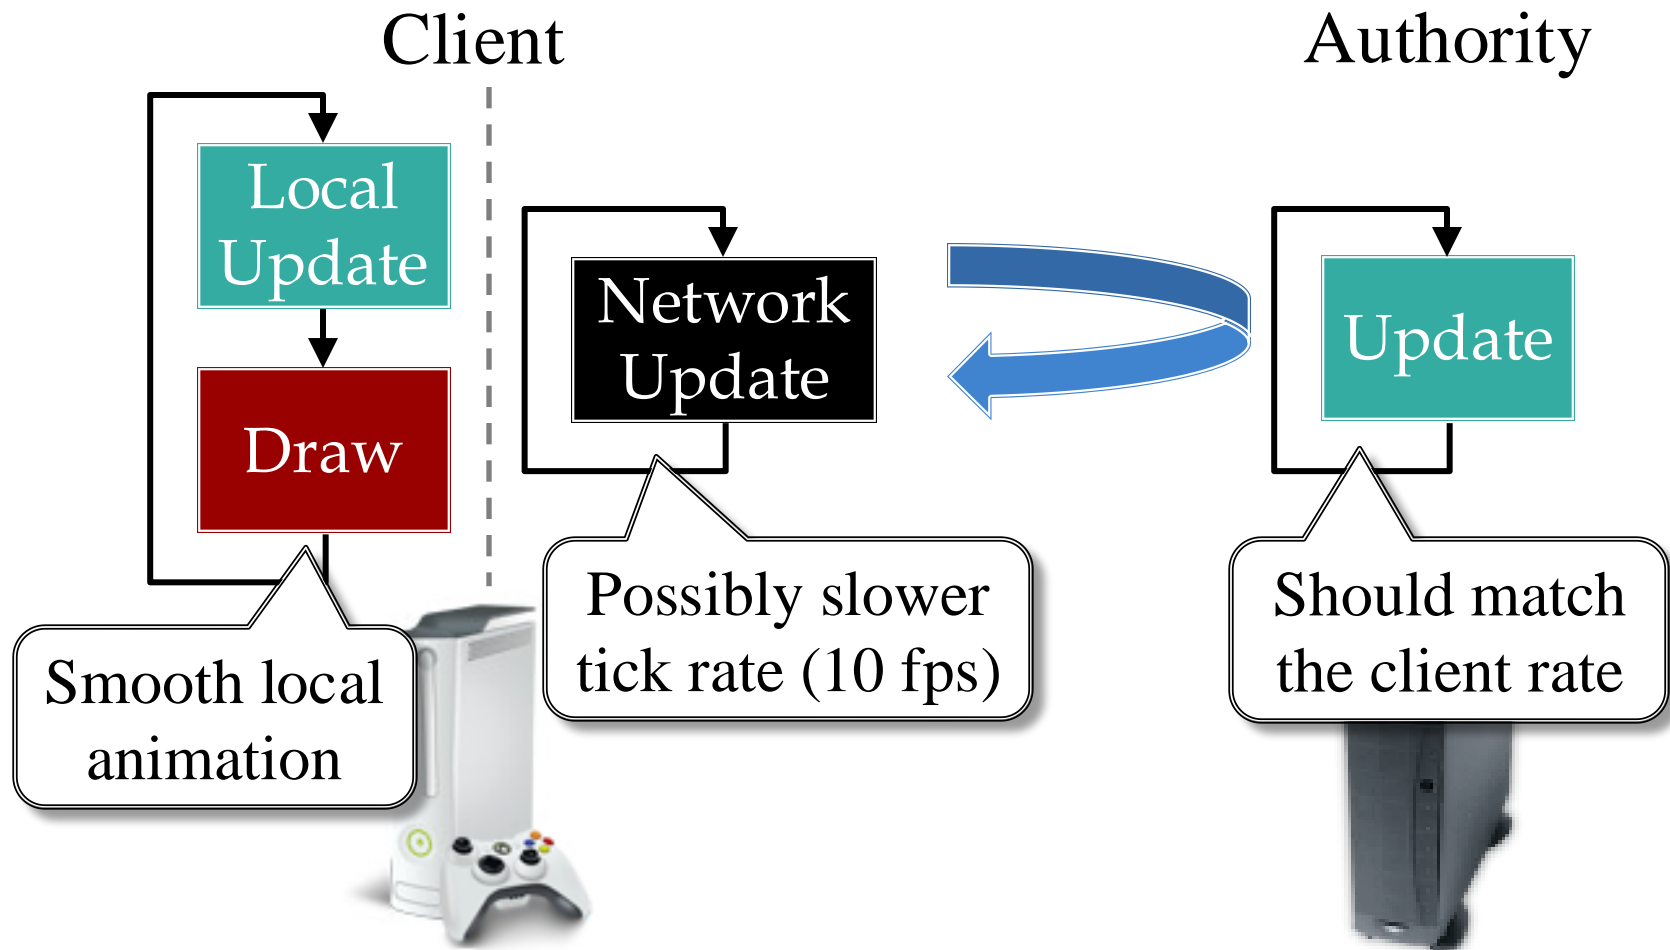 Client
Authority
Local
Update
Draw
Network
Update
Update
Smooth local
animation
Possibly slower
tick rate (10 fps)
Should match
the client rate